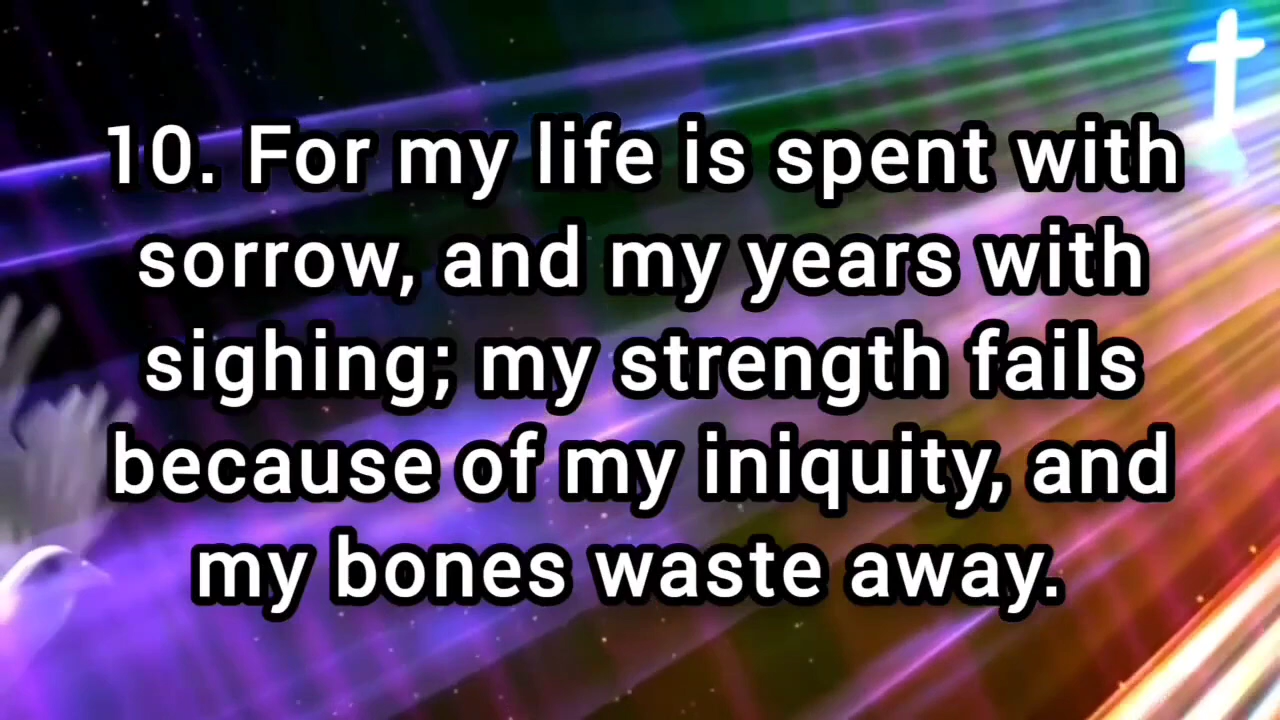 10. For my life is spent with
sorrow, and my years with
sighing; my strength fails
because of my iniquity, and
my bones waste away.